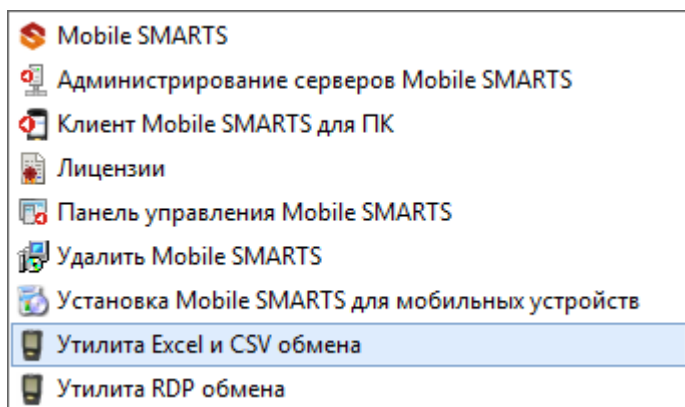 Mobile SMARTS
Администрирование серверов Mobile SMARTS
Клиент Mobile SMARTS для ПК
Лицензии
Панель управления Mobile SMARTS
Удалить Mobile SMARTS
Установка Mobile SMARTS для мобильных устройств
Утилита Excel и CSV обмена
Утилита RDP обмена